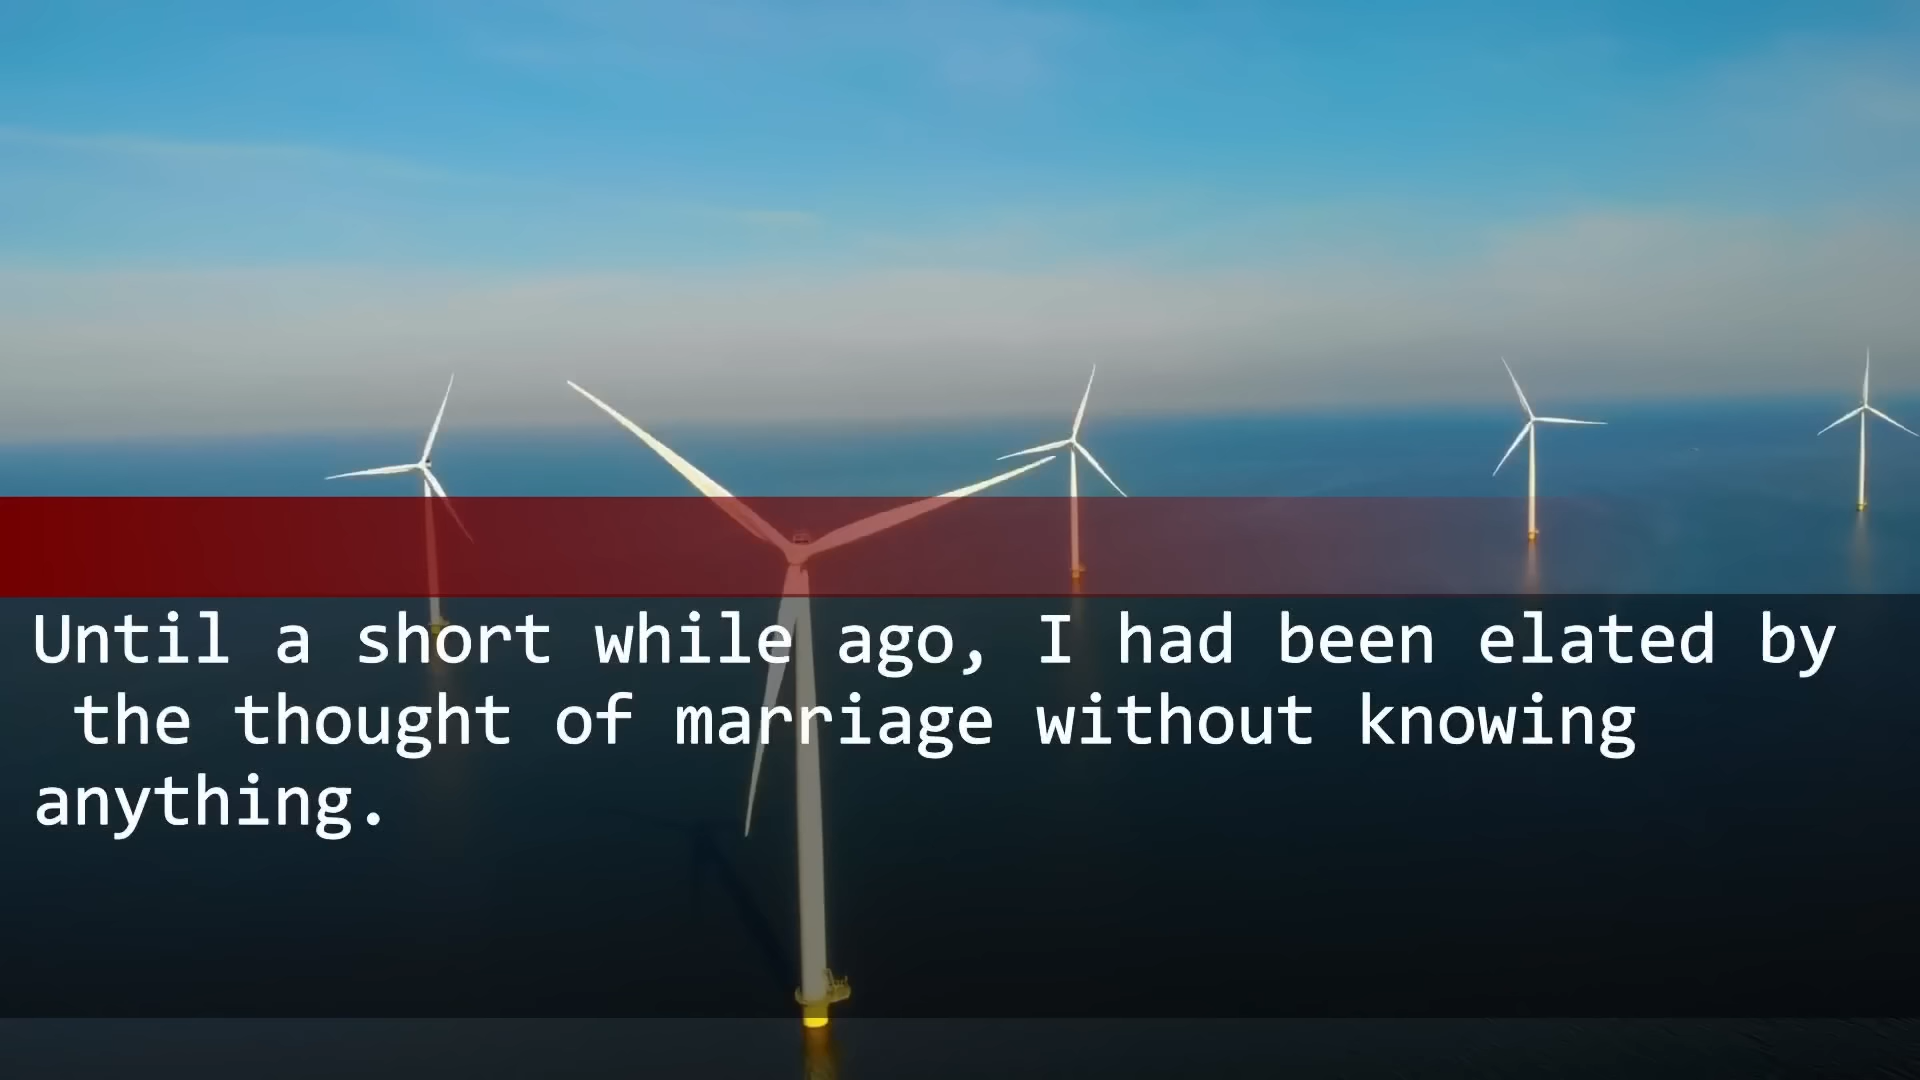 Until a short while ago, I had been elated by
the thought of marriage without knowing
anything.